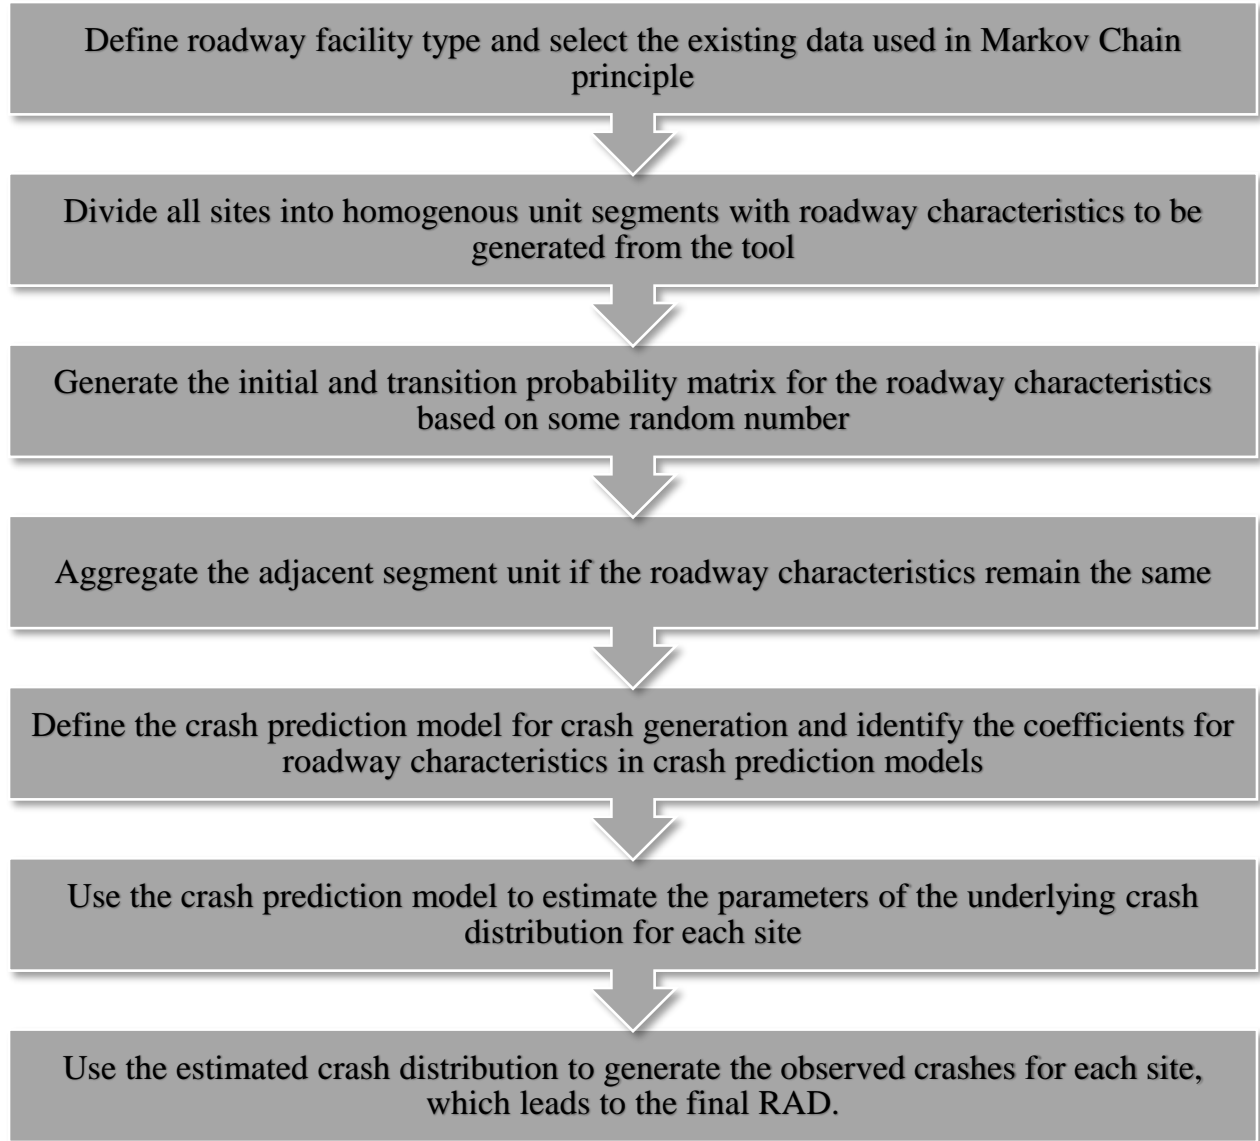 Define roadway facility type and select the existing data used in Markov Chain
principle
Divide all sites into homogenous unit segments with roadway characteristics to be
generated from the tool
Generate the initial and transition probability matrix for the roadway characteristics
based on some random number
Aggregate the adjacent segment unit if the roadway characteristics remain the same
Define the crash prediction model for crash generation and identify the coefficients for
roadway characteristics in crash prediction models
Use the crash prediction model to estimate the parameters of the underlying crash
distribution for each site
Use the estimated crash distribution to generate the observed crashes for each site,
which leads to the final RAD.